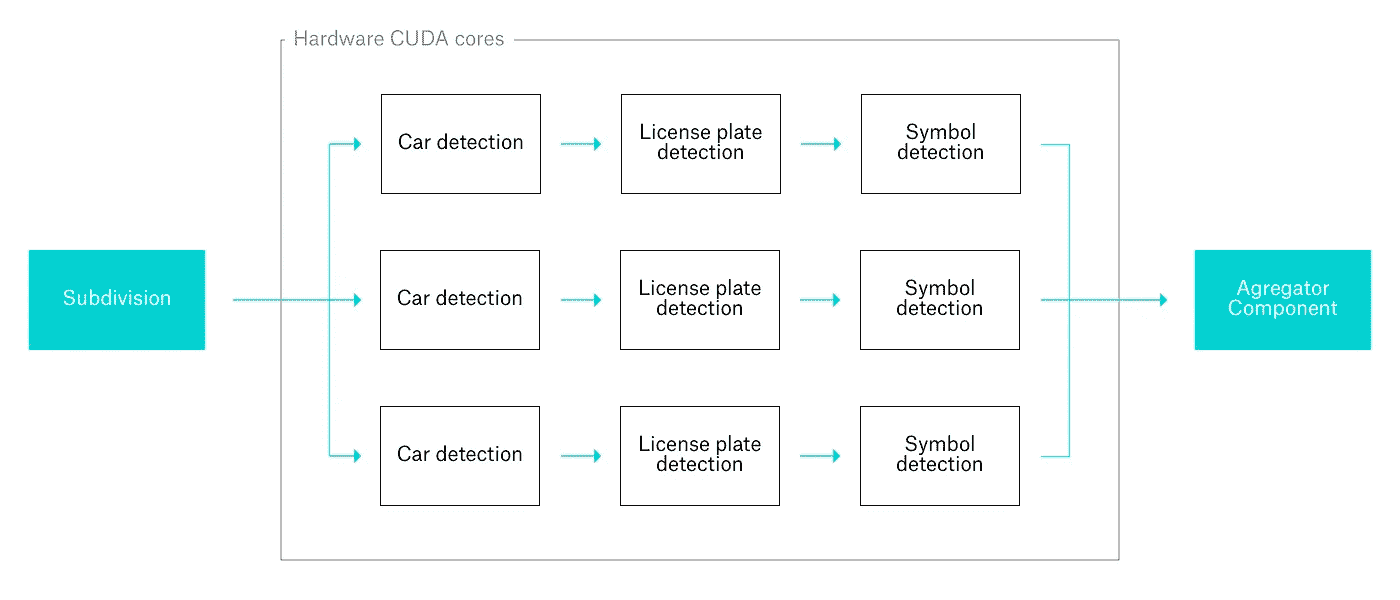 Hardware CUDA cores
Car detection
License plate
detection
Symbol
detection
Subdivision
Car detection
License plate
detection
Symbol
detection
Agregator
Component
Car detection
License plate
detection
Symbol
detection